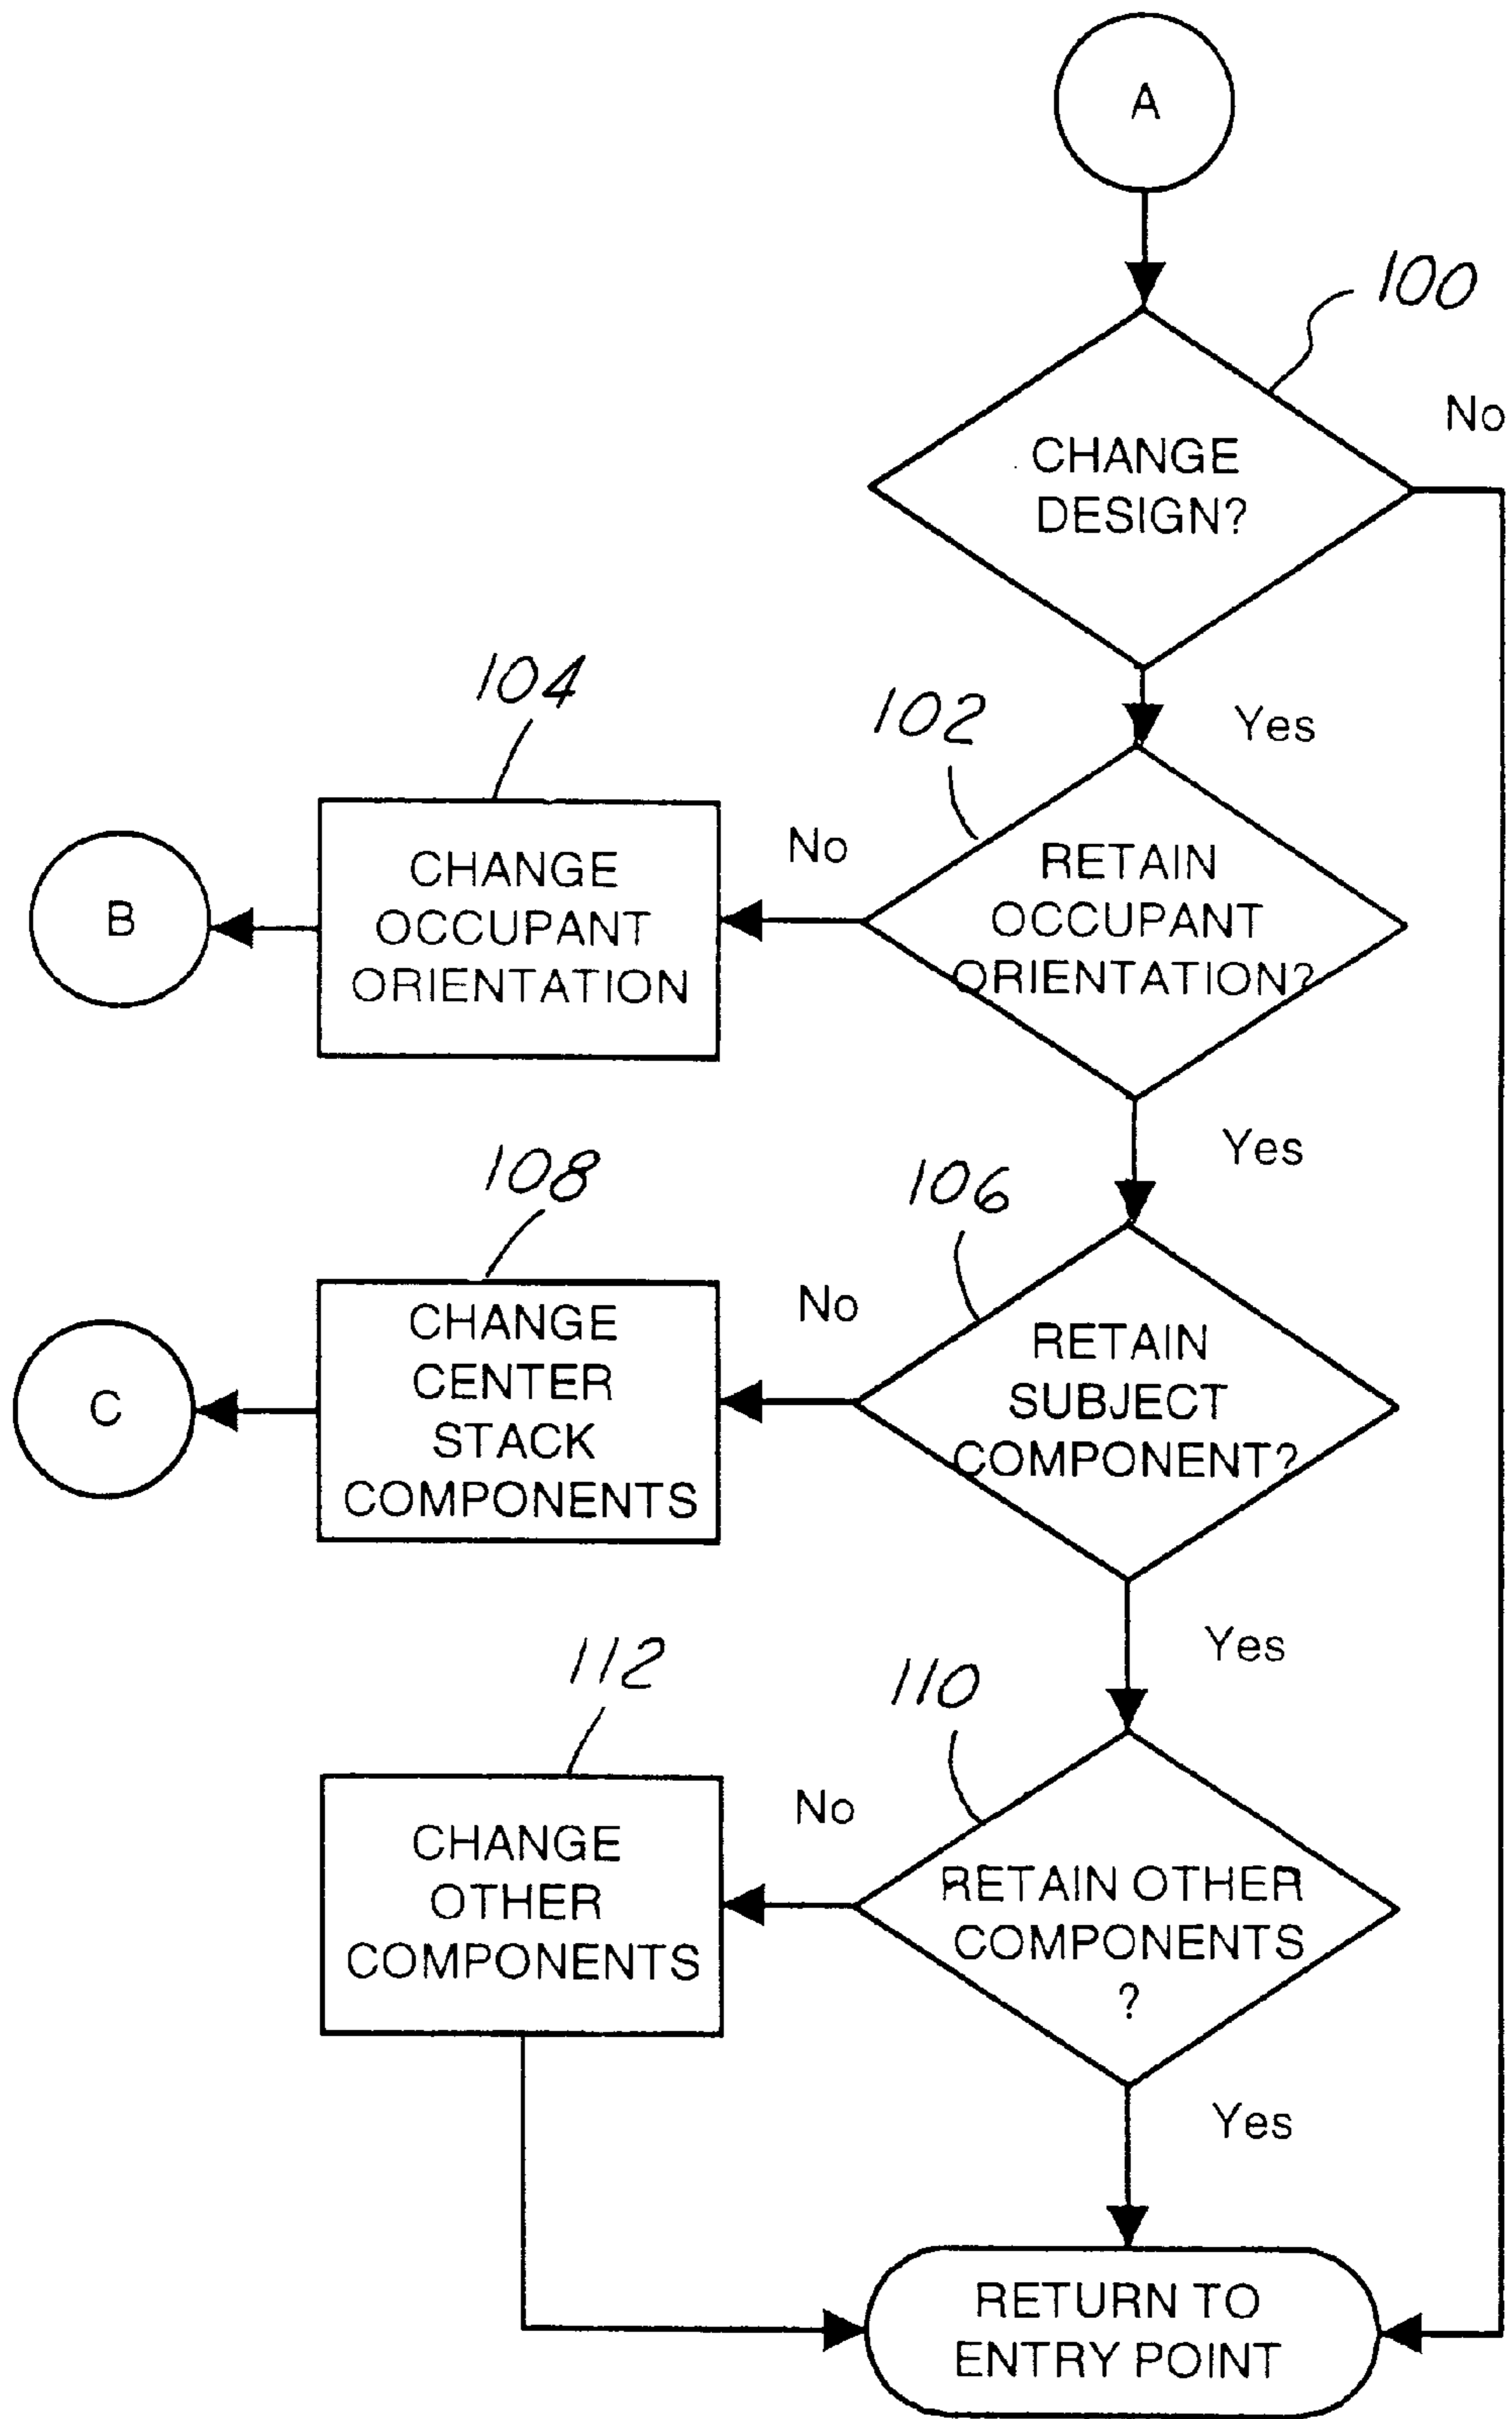 A
100
No
CHANGE
DESIGN?
104
102
Yes
No
CHANGE
OCCUPANT
ORIENTATION
RETAIN
OCCUPANT
ORIENTATION?
B
Yes
108
106
No
CHANGE
CENTER
STACK
COMPONENTS
RETAIN
SUBJECT
COMPONENT?
C
Yes
112
110
No
CHANGE
OTHER
COMPONENTS
RETAIN OTHER
COMPONENTS
?
Yes
RETURN TO
ENTRY POINT